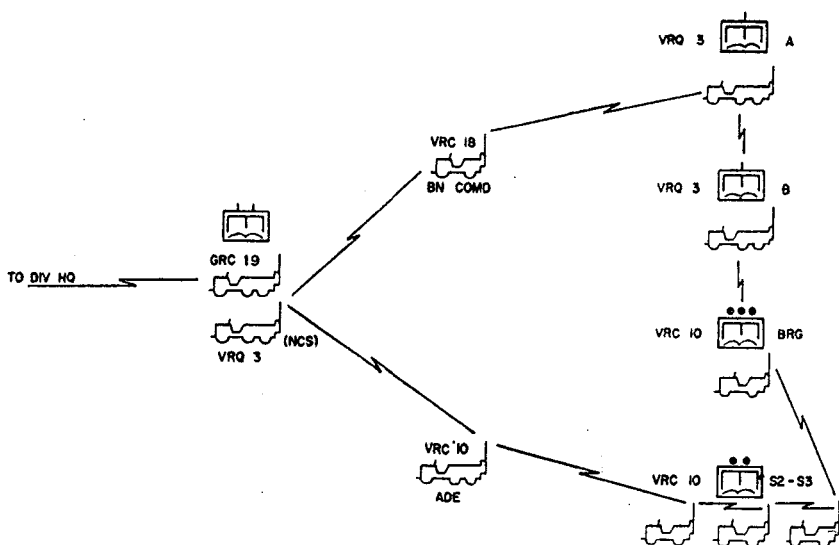 VRQ 3 A
VRC 18
BN COMD
VRQ 3 B
GRC 19
TO DIV HQ
VRQ 3 (NCS)
VRC 10 BRG
VRC 10
ADE
VRC 10 S2-S3